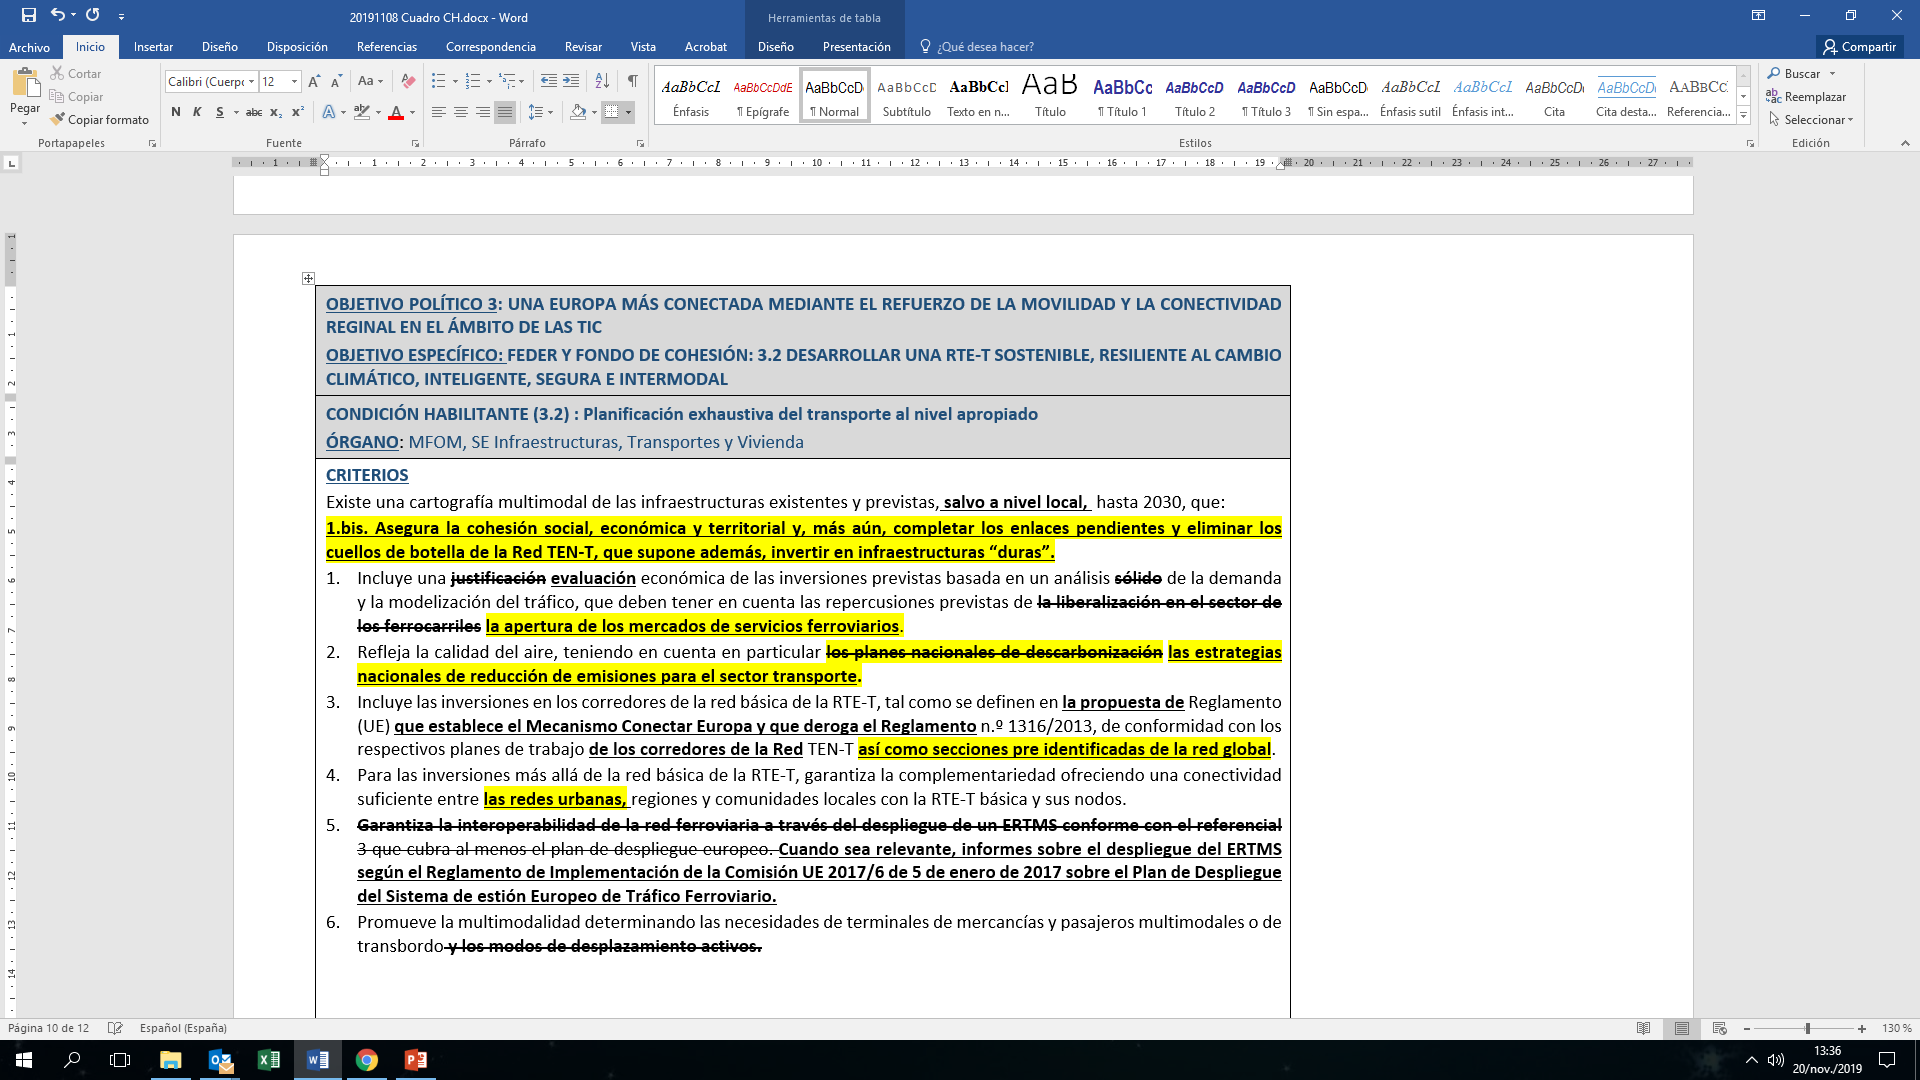 20191108 Cuadro CH.docx - Word
Herramientas de tabla
Archivo Inicio Insertar Diseño Disposición Referencias Correspondencia Revisar Vista Acrobat Diseño Presentación ¿Qué desea hacer? Compartir
Pegar
Cortar
Copiar
Copiar formato
Portapapeles
Calibri (Cuerpo 12
N K S abc x₂ x²
Fuente
Párrafo
AaBbCcL Énfasis
AaBbCcDdE ¶ Epígrafe
AaBbCcD ¶ Normal
AaBbCcD Subtítulo
AaBbCcl Texto en n...
AaB Título
AaBbCc ¶ Título 1
AaBbCcD ¶ Título 2
AaBbCcD ¶ Título 3
AaBbCcD ¶ Sin espa...
AaBbCcL Énfasis sutil
AaBbCcL Énfasis int...
AaBbCcD Cita
AaBbCcD Cita desta...
AaBbCc Referencia...
Estilos
Buscar
Reemplazar
Seleccionar
Edición
OBJETIVO POLÍTICO 3: UNA EUROPA MÁS CONECTADA MEDIANTE EL REFUERZO DE LA MOVILIDAD Y LA CONECTIVIDAD
REGINAL EN EL ÁMBITO DE LAS TIC
OBJETIVO ESPECÍFICO: FEDER Y FONDO DE COHESIÓN: 3.2 DESARROLLAR UNA RTE-T SOSTENIBLE, RESILIENTE AL CAMBIO
CLIMÁTICO, INTELIGENTE, SEGURA E INTERMODAL
CONDICIÓN HABILITANTE (3.2) : Planificación exhaustiva del transporte al nivel apropiado
ÓRGANO: MFOM, SE Infraestructuras, Transportes y Vivienda
CRITERIOS
Existe una cartografía multimodal de las infraestructuras existentes y previstas, salvo a nivel local, hasta 2030, que:
1.bis. Asegura la cohesión social, económica y territorial y, más aún, completar los enlaces pendientes y eliminar los
cuellos de botella de la Red TEN-T, que supone además, invertir en infraestructuras “duras”.
1. Incluye una justificación evaluación económica de las inversiones previstas basada en un análisis sólido de la demanda
y la modelización del tráfico, que deben tener en cuenta las repercusiones previstas de la liberalización en el sector de
los ferrocarriles la apertura de los mercados de servicios ferroviarios.
2. Refleja la calidad del aire, teniendo en cuenta en particular los planes nacionales de descarbonización las estrategias
nacionales de reducción de emisiones para el sector transporte.
3. Incluye las inversiones en los corredores de la red básica de la RTE-T, tal como se definen en la propuesta de Reglamento
(UE) que establece el Mecanismo Conectar Europa y que deroga el Reglamento n.º 1316/2013, de conformidad con los
respectivos planes de trabajo de los corredores de la Red TEN-T así como secciones pre identificadas de la red global.
4. Para las inversiones más allá de la red básica de la RTE-T, garantiza la complementariedad ofreciendo una conectividad
suficiente entre las redes urbanas, regiones y comunidades locales con la RTE-T básica y sus nodos.
5. Garantiza la interoperabilidad de la red ferroviaria a través del despliegue de un ERTMS conforme con el referencial
3 que cubra al menos el plan de despliegue europeo. Cuando sea relevante, informes sobre el despliegue del ERTMS
según el Reglamento de Implementación de la Comisión UE 2017/6 de 5 de enero de 2017 sobre el Plan de Despliegue
del Sistema de estión Europeo de Tráfico Ferroviario.
6. Promueve la multimodalidad determinando las necesidades de terminales de mercancías y pasajeros multimodales o de
transbordo y los modos de desplazamiento activos.
Página 10 de 12 Español (España) 130 %
13:36
20/nov./2019